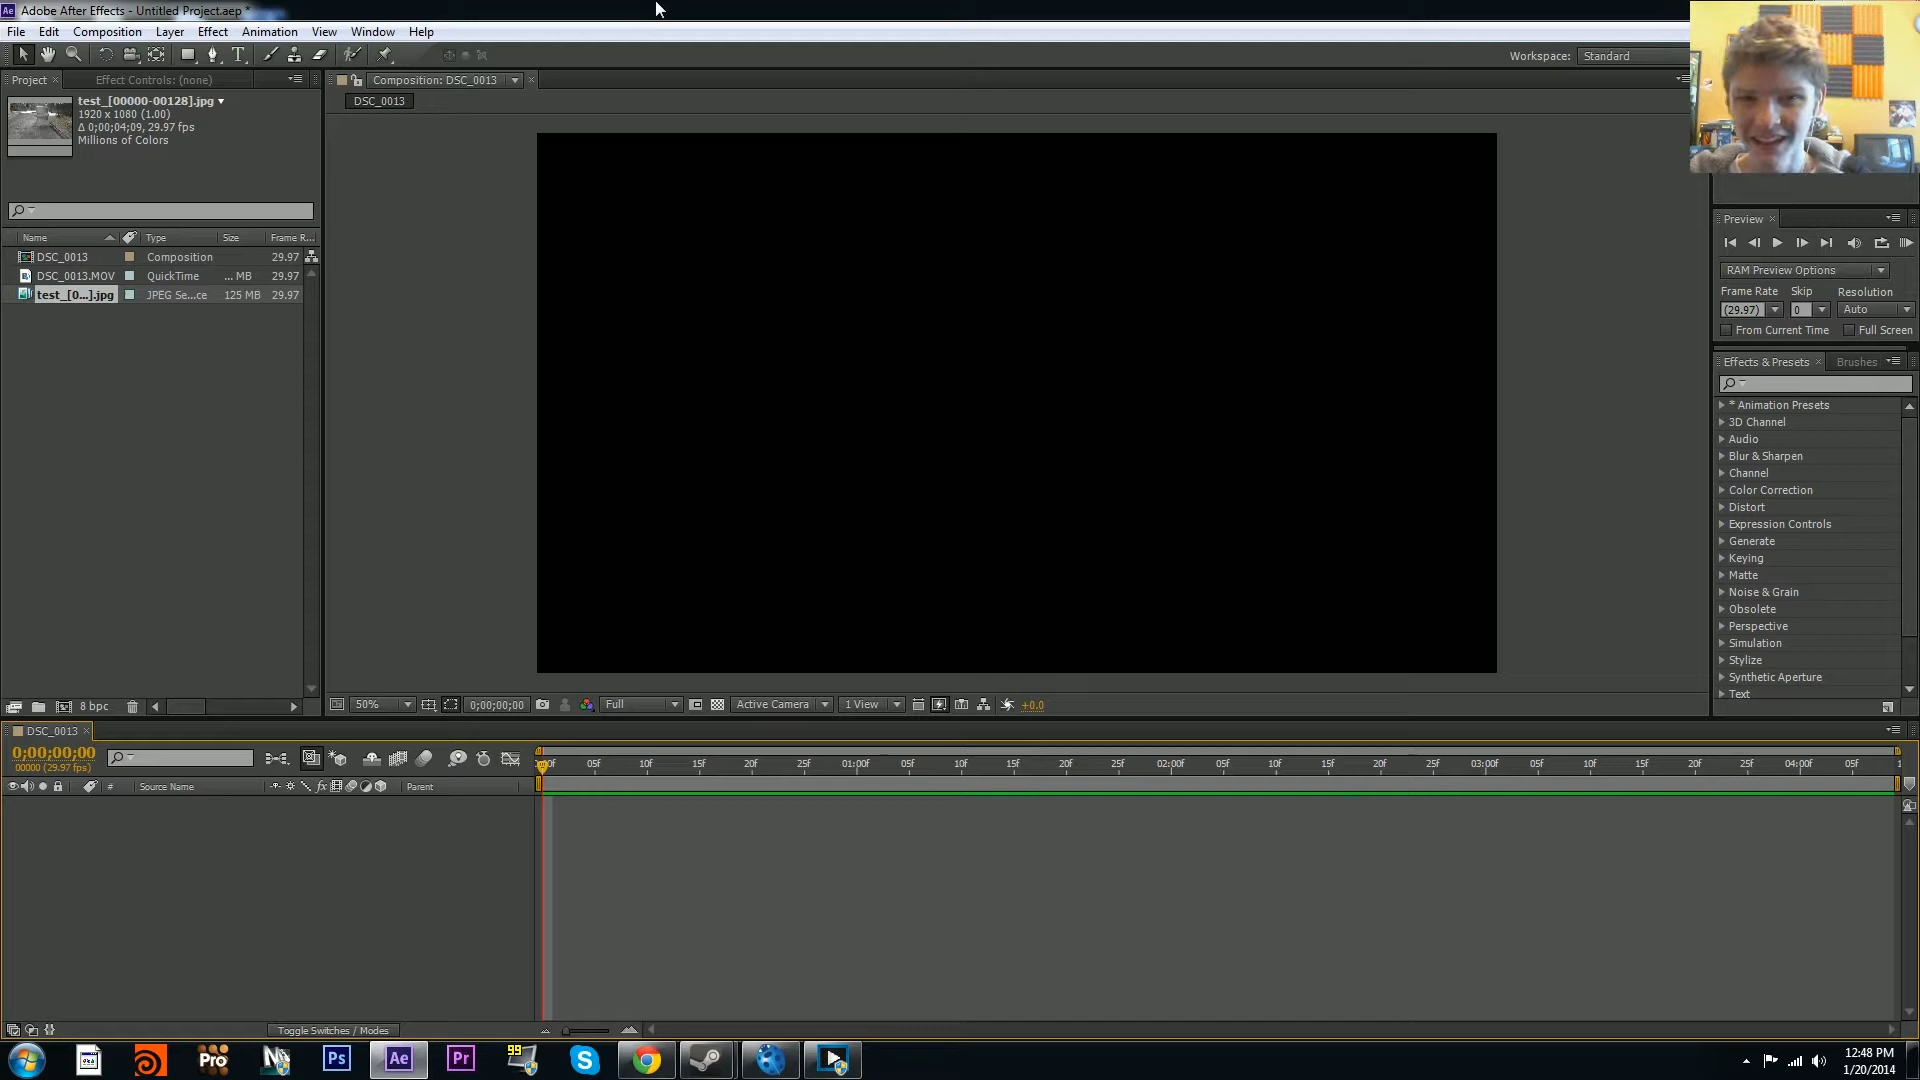 Ae Adobe After Effects - Untitled Project.aep *
File Edit Composition Layer Effect Animation View Window Help
Workspace: Standard
Project × Effect Controls: (none)
Composition: DSC_0013
DSC_0013
test_[00000-00128].jpg
1920 x 1080 (1.00)
Δ 0;00;04;09, 29.97 fps
Millions of Colors
Name Type Size Frame R...
DSC_0013 Composition 29.97
DSC_0013.MOV QuickTime ... MB 29.97
test_[0...].jpg JPEG Se...ce 125 MB 29.97
8 bpc
50% 0;00;00;00 Full Active Camera 1 View +0.0
Preview ×
RAM Preview Options
Frame Rate Skip Resolution
(29.97) 0 Auto
From Current Time Full Screen
Effects & Presets × Brushes
* Animation Presets
3D Channel
Audio
Blur & Sharpen
Channel
Color Correction
Distort
Expression Controls
Generate
Keying
Matte
Noise & Grain
Obsolete
Perspective
Simulation
Stylize
Synthetic Aperture
Text
DSC_0013 ×
0;00;00;00
00000 (29.97 fps)
05f 10f 15f 20f 25f 01:00f 05f 10f 15f 20f 25f 02:00f 05f 10f 15f 20f 25f 03:00f 05f 10f 15f 20f 25f 04:00f 05f 1
# Source Name fx Parent
Toggle Switches / Modes
Pro Ps Ae Pr 99 S
12:48 PM
1/20/2014